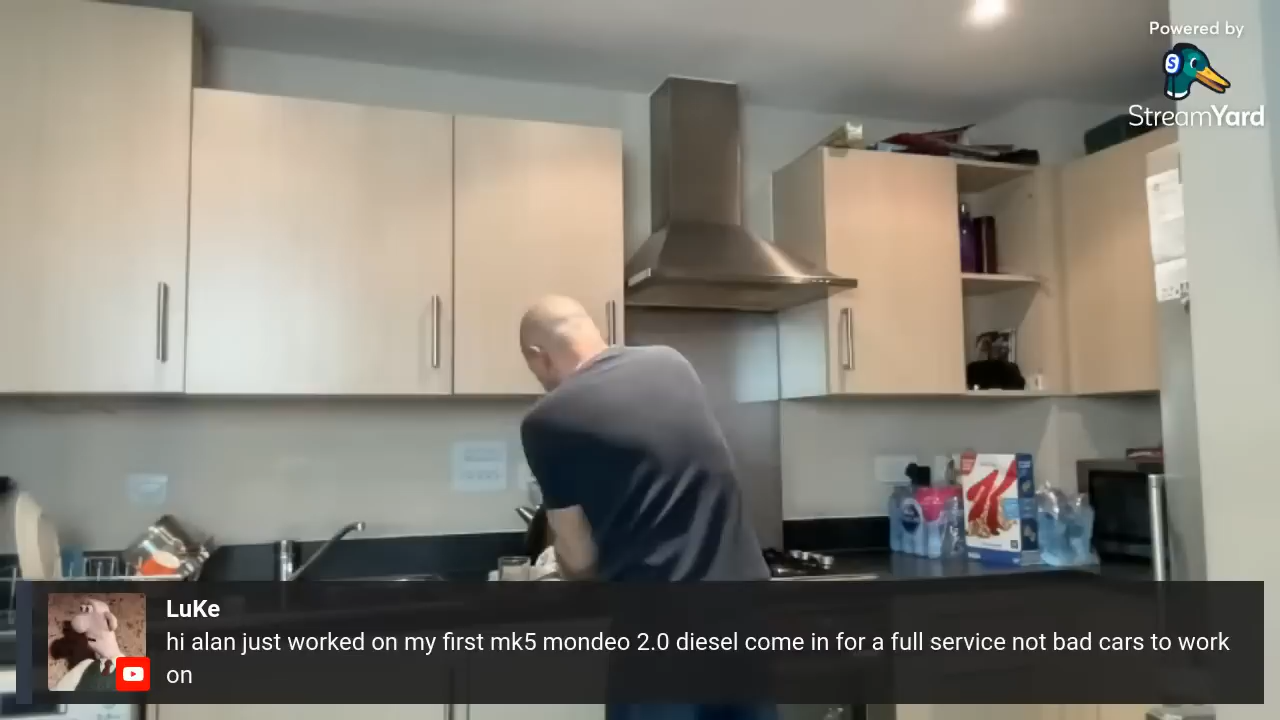 Powered by
S
StreamYard
K
LuKe
hi alan just worked on my first mk5 mondeo 2.0 diesel come in for a full service not bad cars to work
on